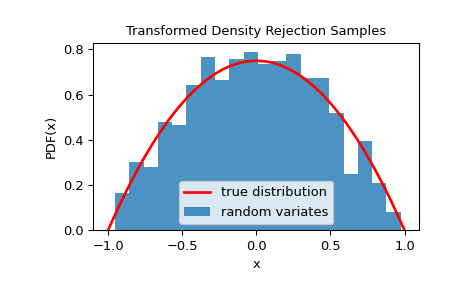 Transformed Density Rejection Samples
0.8
0.6
0.4
0.2
0.0
PDF(x)
true distribution
random variates
−1.0 −0.5 0.0 0.5 1.0
x